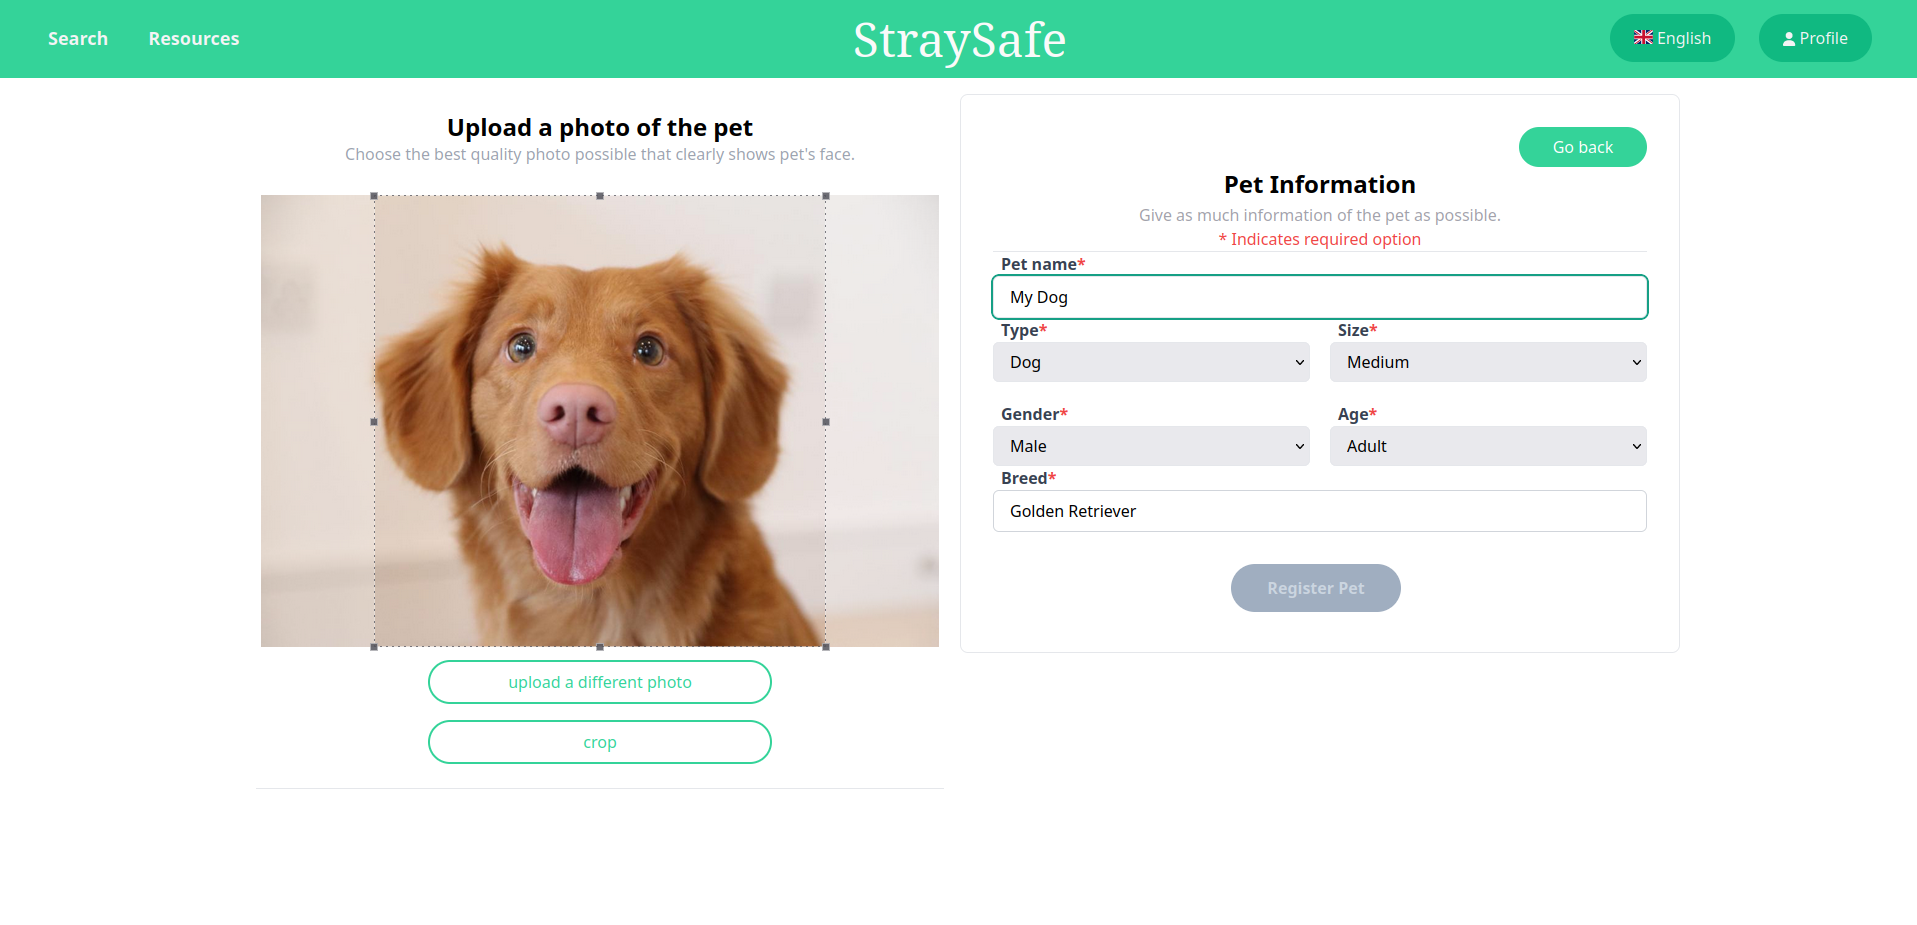 Search Resources StraySafe English Profile
Upload a photo of the pet
Choose the best quality photo possible that clearly shows pet's face.
upload a different photo
crop
Go back
Pet Information
Give as much information of the pet as possible.
* Indicates required option
Pet name*
My Dog
Type* Size*
Dog Medium
Gender* Age*
Male Adult
Breed*
Golden Retriever
Register Pet